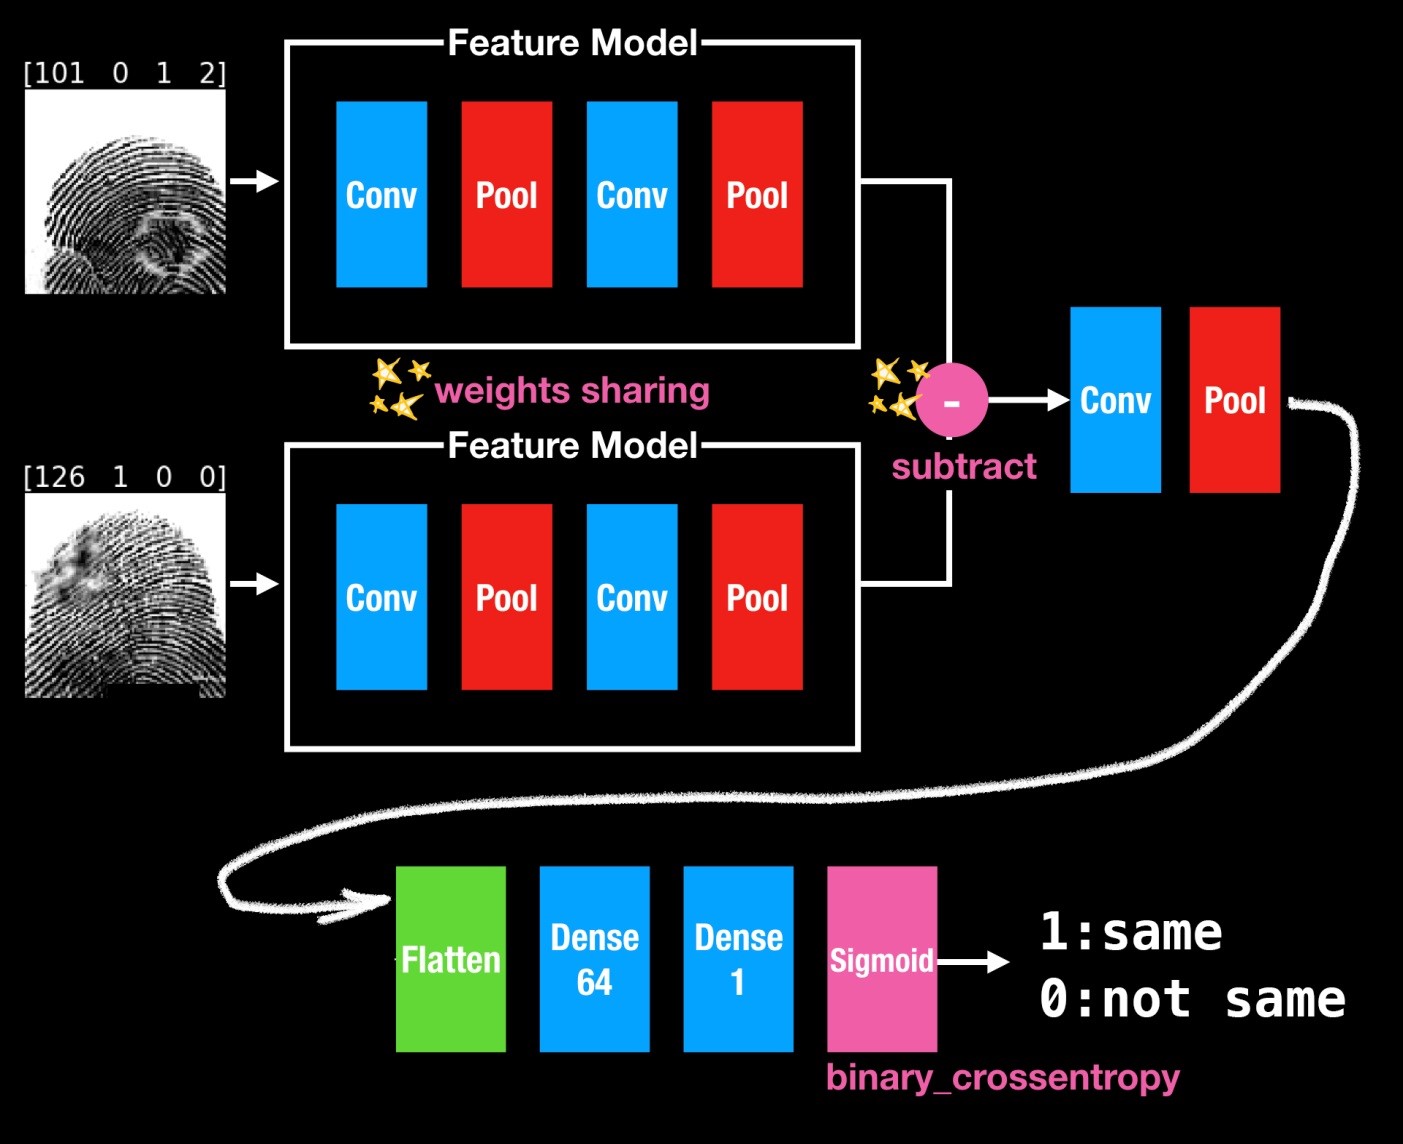 Feature Model
[101 0 1 2]
Conv Pool Conv Pool
weights sharing
-
Conv Pool
subtract
Feature Model
[126 1 0 0]
Conv Pool Conv Pool
Flatten
Dense
64
Dense
1
Sigmoid
1:same
0:not same
binary_crossentropy